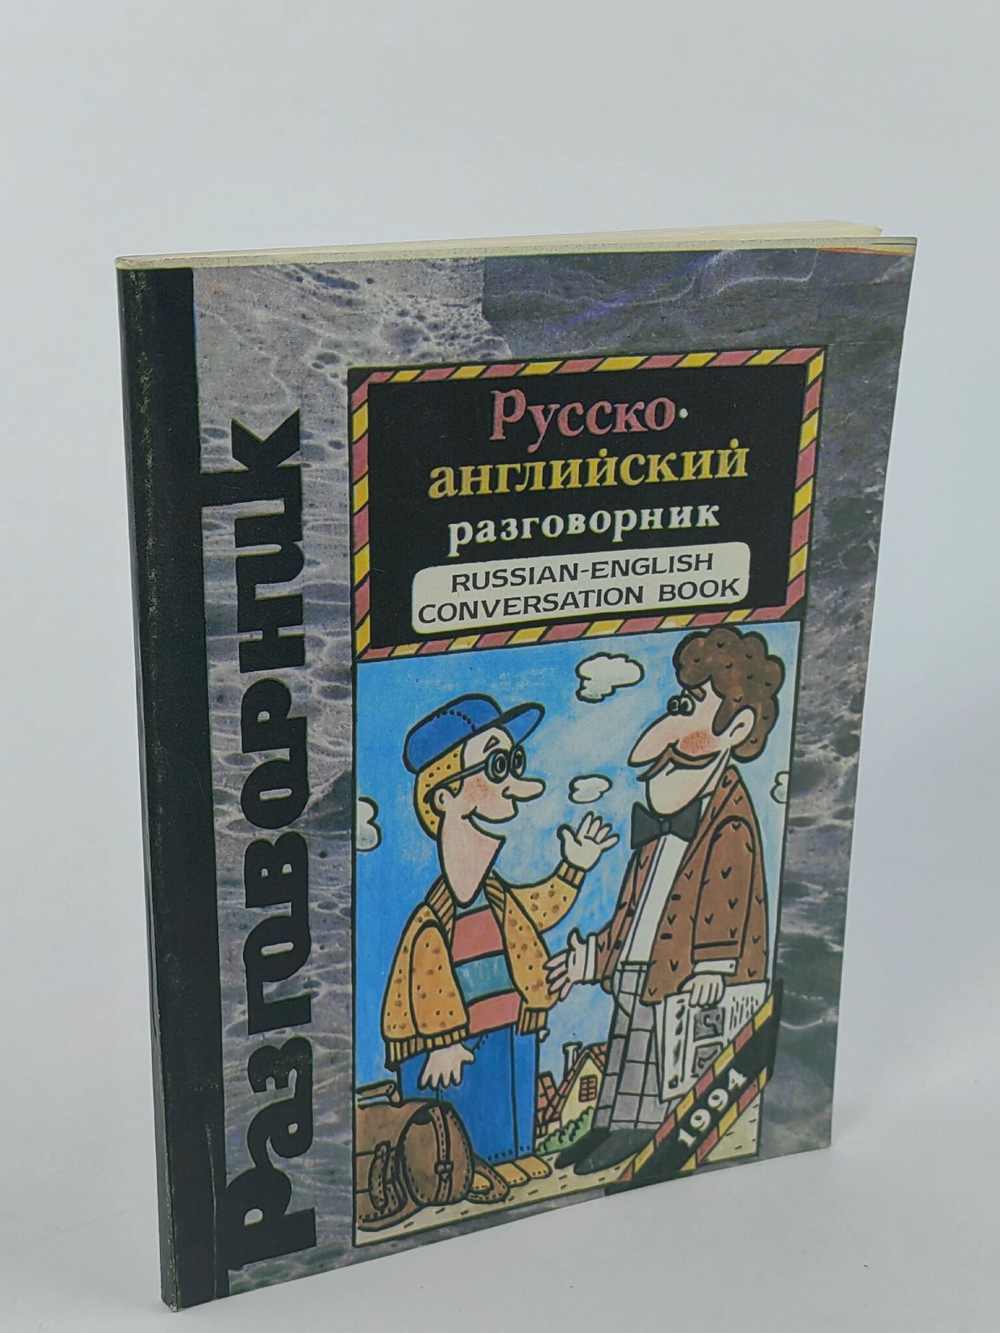 Разговорник
Русско-
английский
разговорник
RUSSIAN-ENGLISH
CONVERSATION BOOK
1994